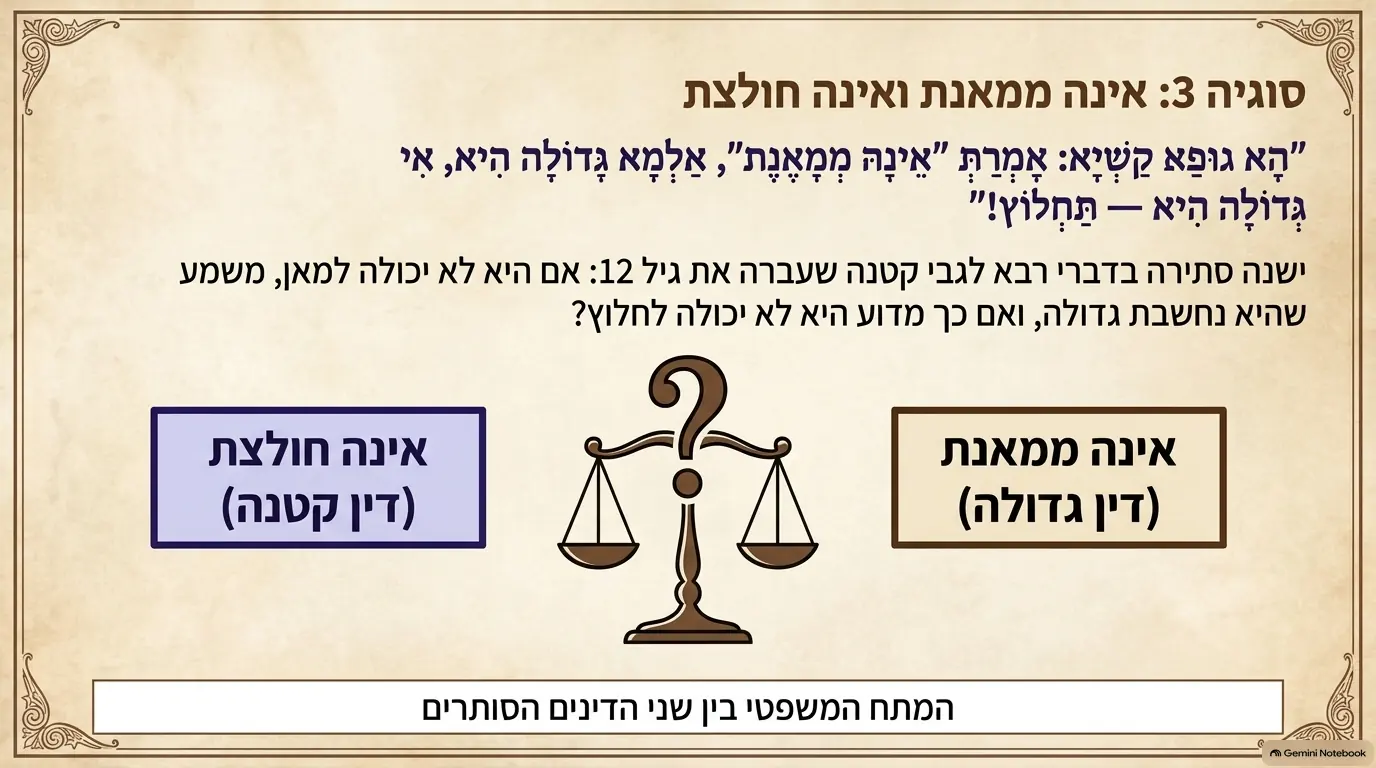 סוגיה 3: אינה ממאנת ואינה חולצת
"הָא גוּפַא קַשְׁיָא: אָמְרַתְּ "אֵינָהּ מְמָאֶנֶת", אַלְמָא גָּדוֹלָה הִיא, אִי
גְּדוֹלָה הִיא — תַּחְלוֹץ!"
ישנה סתירה בדברי רבא לגבי קטנה שעברה את גיל 12: אם היא לא יכולה למאן, משמע
שהיא נחשבת גדולה, ואם כך מדוע היא לא יכולה לחלוץ?
אינה ממאנת
(דין גדולה)
?
אינה חולצת
(דין קטנה)
המתח המשפטי בין שני הדינים הסותרים
Gemini Notebook